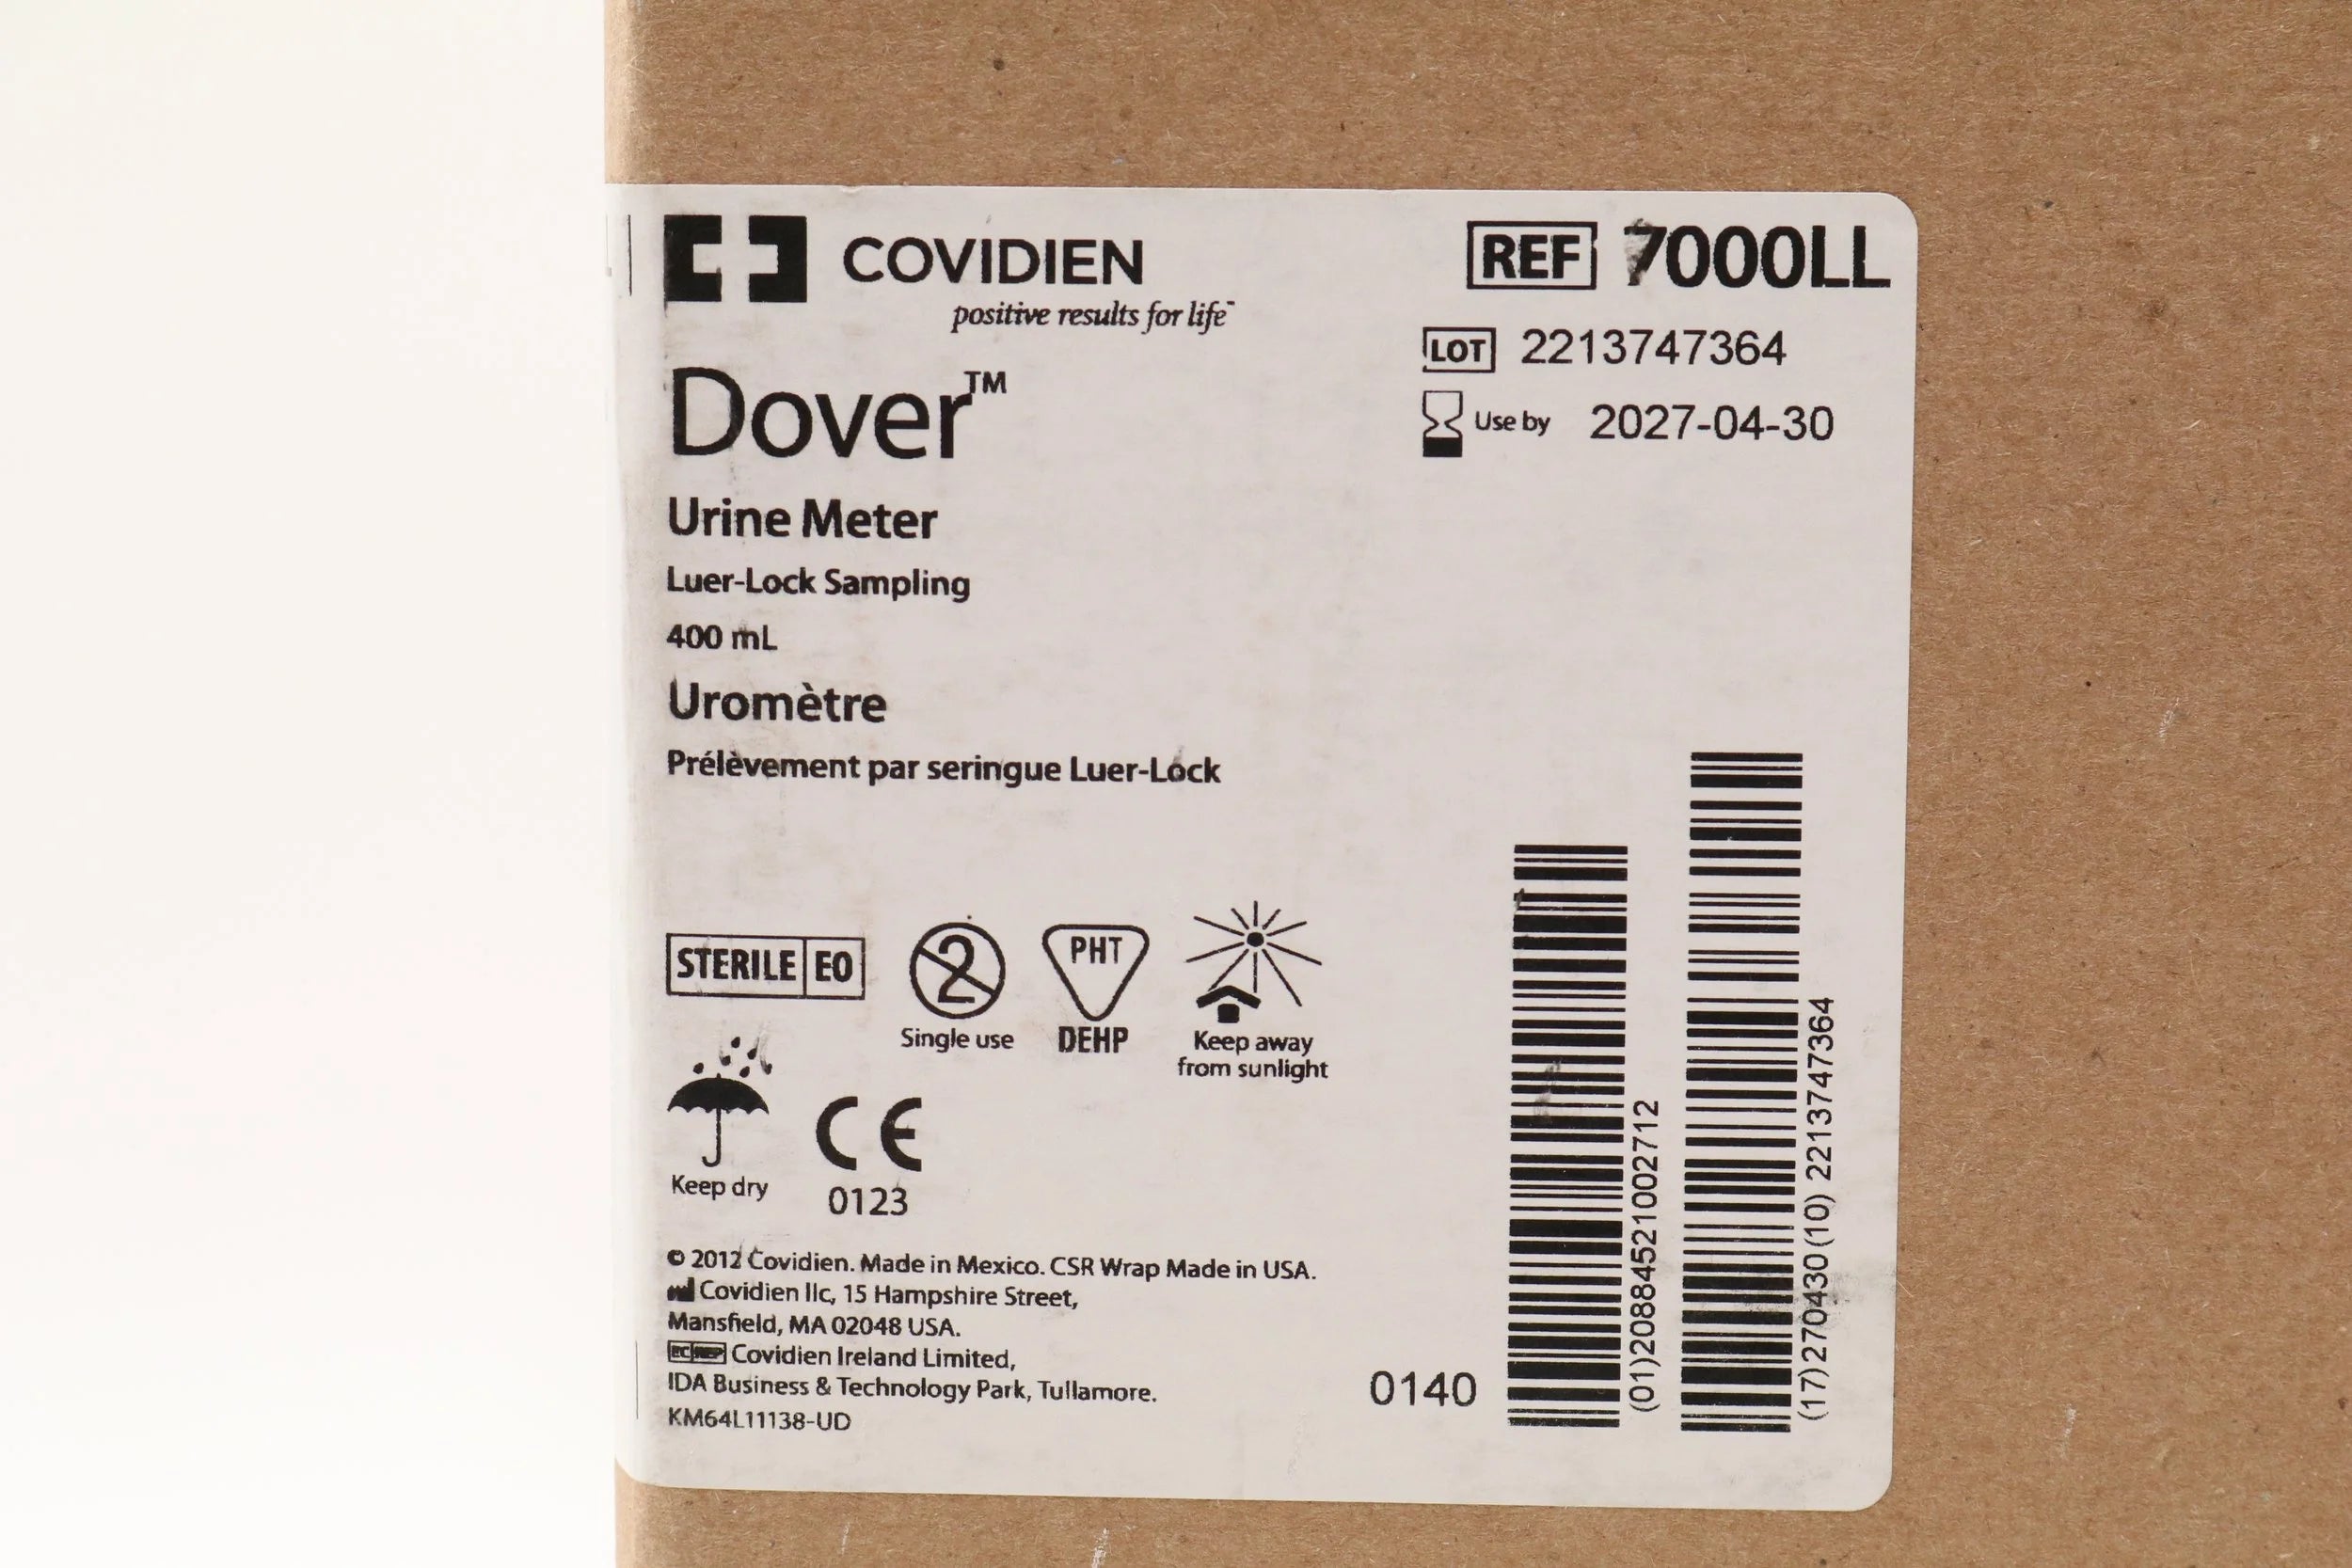 COVIDIEN
positive results for life™
REF 7000LL
LOT 2213747364
Use by 2027-04-30
Dover™
Urine Meter
Luer-Lock Sampling
400 mL
Uromètre
Prélèvement par seringue Luer-Lock
STERILE EO
2
Single use
PHT
DEHP
Keep away
from sunlight
Keep dry
CE
0123
© 2012 Covidien. Made in Mexico. CSR Wrap Made in USA.
Covidien llc, 15 Hampshire Street,
Mansfield, MA 02048 USA.
EC REP Covidien Ireland Limited,
IDA Business & Technology Park, Tullamore.
KM64L11138-UD
0140
(01)20884521002712
(17)270430(10) 2213747364